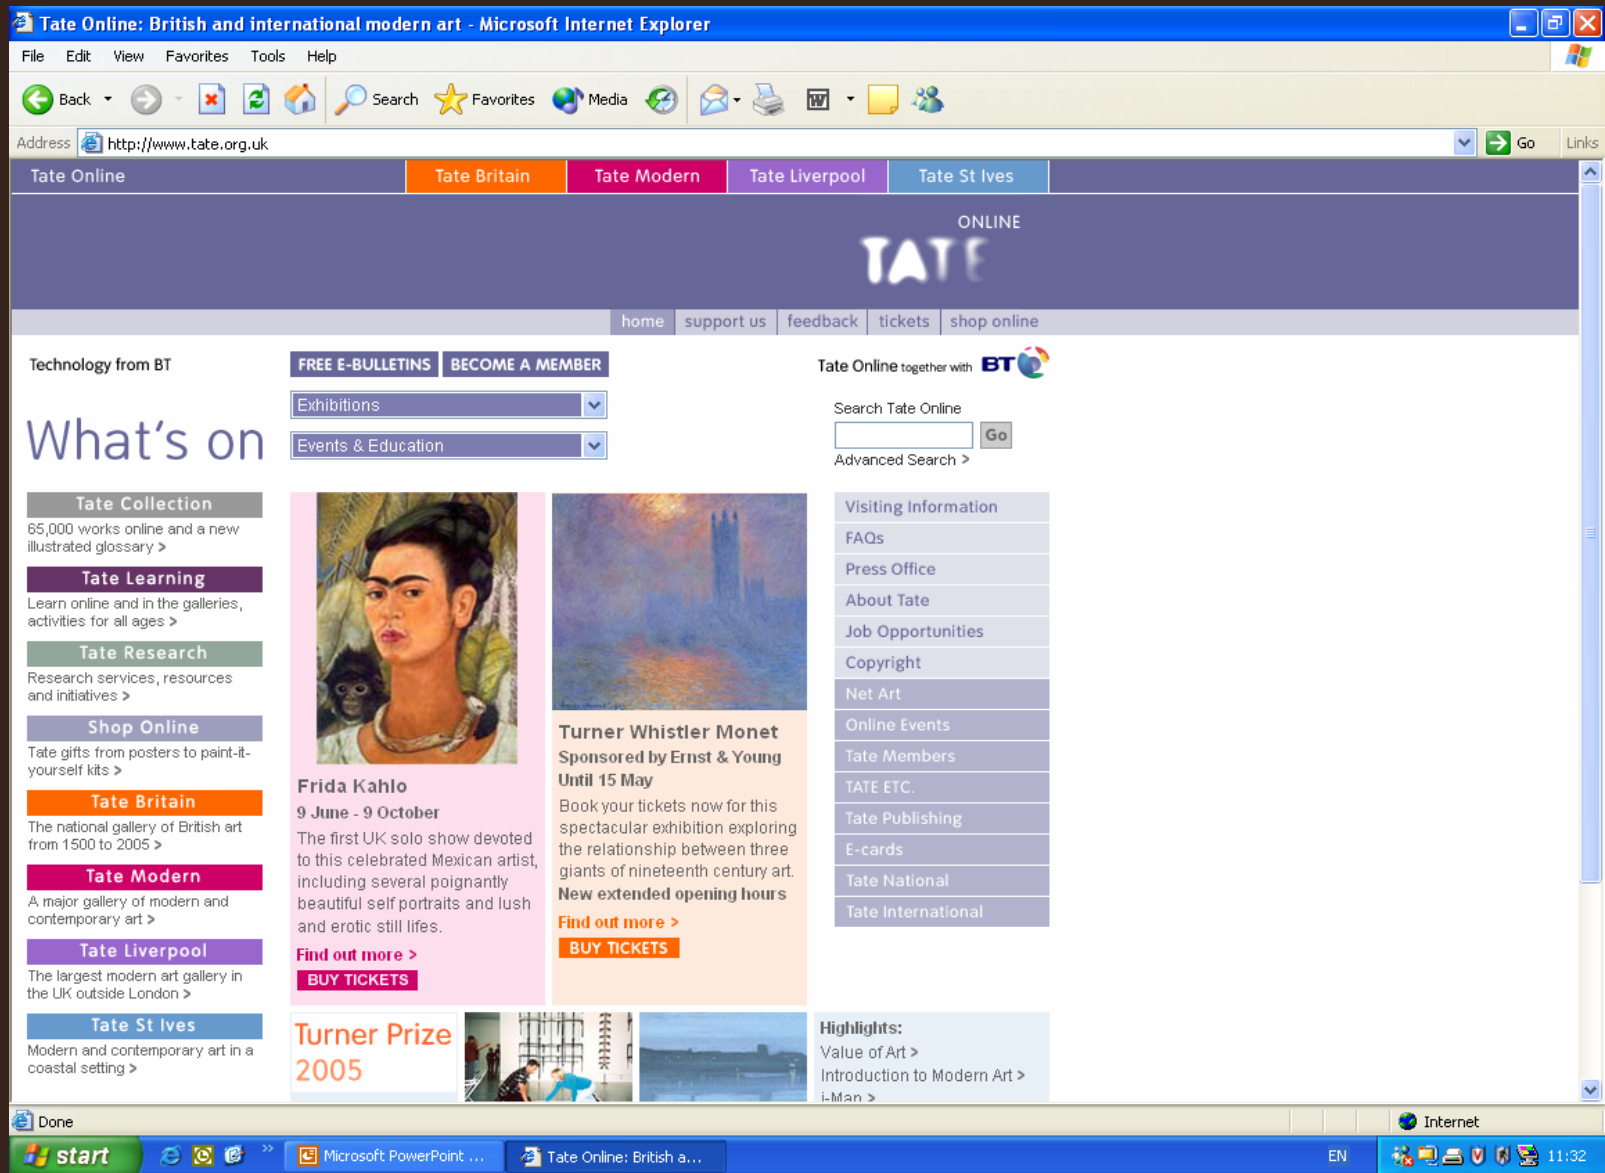 Tate Online: British and international modern art - Microsoft Internet Explorer
File Edit View Favorites Tools Help
Back Search Favorites Media
Address http://www.tate.org.uk Go Links
Tate Online Tate Britain Tate Modern Tate Liverpool Tate St Ives
ONLINE
TATE
home support us feedback tickets shop online
Technology from BT
FREE E-BULLETINS BECOME A MEMBER
Tate Online together with BT
What's on
Exhibitions
Events & Education
Search Tate Online
Go
Advanced Search >
Tate Collection
65,000 works online and a new
illustrated glossary >
Tate Learning
Learn online and in the galleries,
activities for all ages >
Tate Research
Research services, resources
and initiatives >
Shop Online
Tate gifts from posters to paint-it-
yourself kits >
Tate Britain
The national gallery of British art
from 1500 to 2005 >
Tate Modern
A major gallery of modern and
contemporary art >
Tate Liverpool
The largest modern art gallery in
the UK outside London >
Tate St Ives
Modern and contemporary art in a
coastal setting >
Frida Kahlo
9 June - 9 October
The first UK solo show devoted
to this celebrated Mexican artist,
including several poignantly
beautiful self portraits and lush
and erotic still lifes.
Find out more >
BUY TICKETS
Turner Whistler Monet
Sponsored by Ernst & Young
Until 15 May
Book your tickets now for this
spectacular exhibition exploring
the relationship between three
giants of nineteenth century art.
New extended opening hours
Find out more >
BUY TICKETS
Visiting Information
FAQs
Press Office
About Tate
Job Opportunities
Copyright
Net Art
Online Events
Tate Members
TATE ETC.
Tate Publishing
E-cards
Tate National
Tate International
Turner Prize
2005
Highlights:
Value of Art >
Introduction to Modern Art >
i-Map >
Done Internet
start Microsoft PowerPoint ... Tate Online: British a... EN 11:32